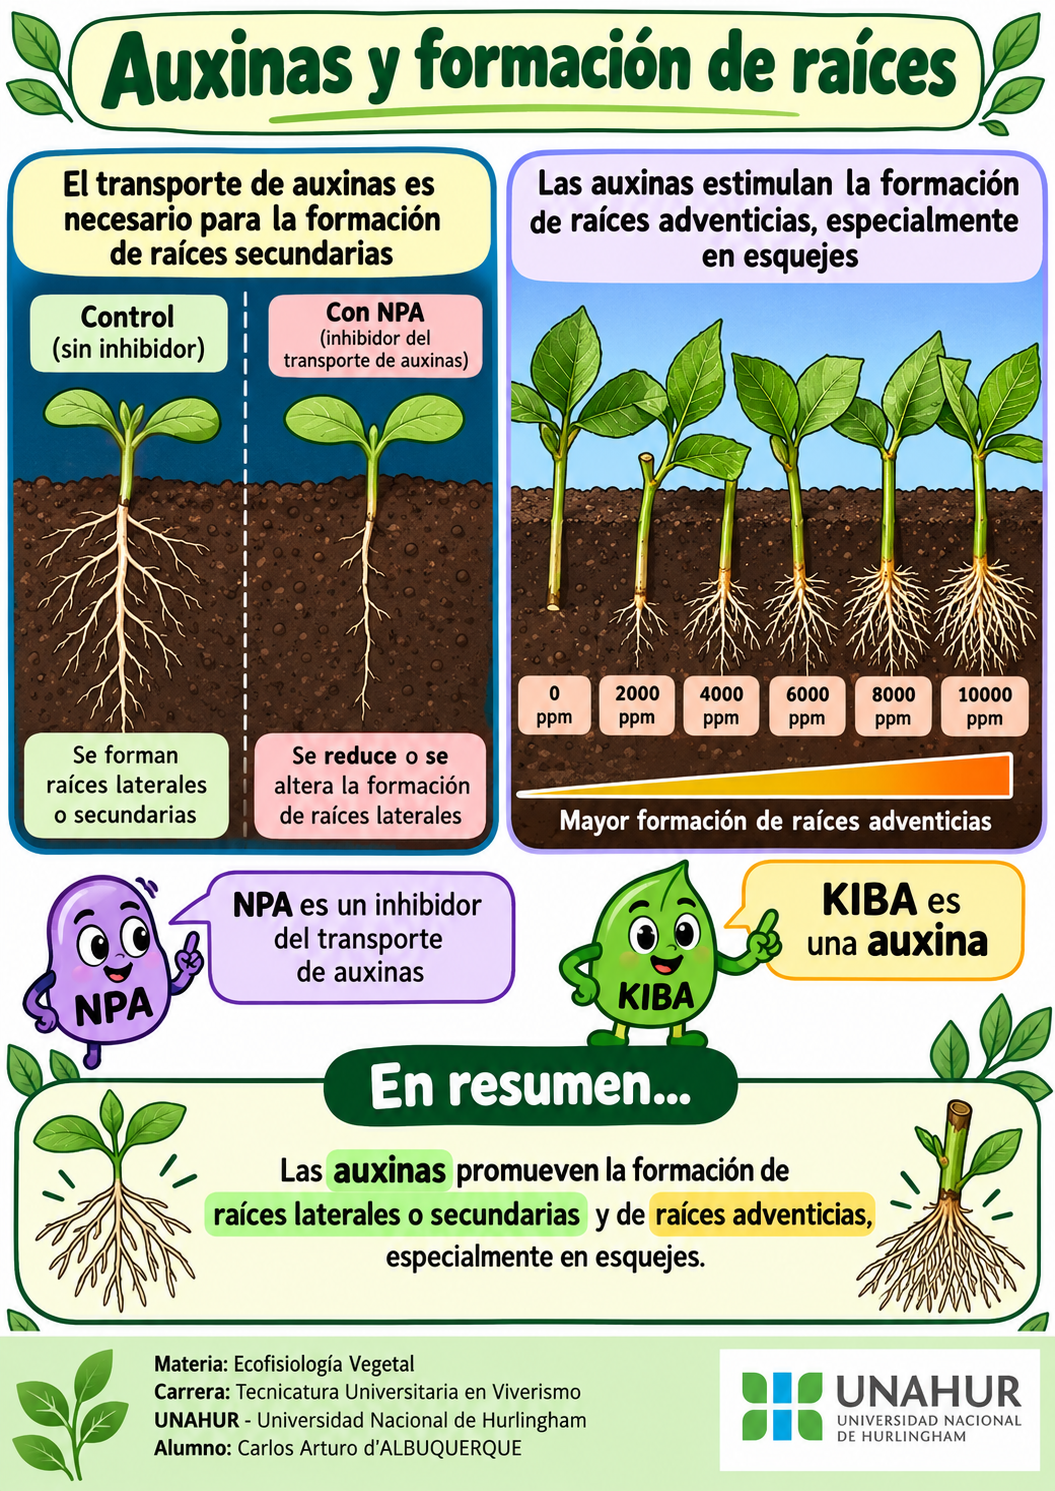 Auxinas y formación de raíces
El transporte de auxinas es
necesario para la formación
de raíces secundarias
Control
(sin inhibidor)
Con NPA
(inhibidor del
transporte de auxinas)
Se forman
raíces laterales
o secundarias
Se reduce o se
altera la formación
de raíces laterales
Las auxinas estimulan la formación
de raíces adventicias, especialmente
en esquejes
0
ppm
2000
ppm
4000
ppm
6000
ppm
8000
ppm
10000
ppm
Mayor formación de raíces adventicias
NPA
NPA es un inhibidor
del transporte
de auxinas
KIBA
KIBA es
una auxina
En resumen...
Las auxinas promueven la formación de
raíces laterales o secundarias y de raíces adventicias,
especialmente en esquejes.
Materia: Ecofisiología Vegetal
Carrera: Tecnicatura Universitaria en Viverismo
UNAHUR - Universidad Nacional de Hurlingham
Alumno: Carlos Arturo d'ALBUQUERQUE
UNAHUR
UNIVERSIDAD NACIONAL
DE HURLINGHAM